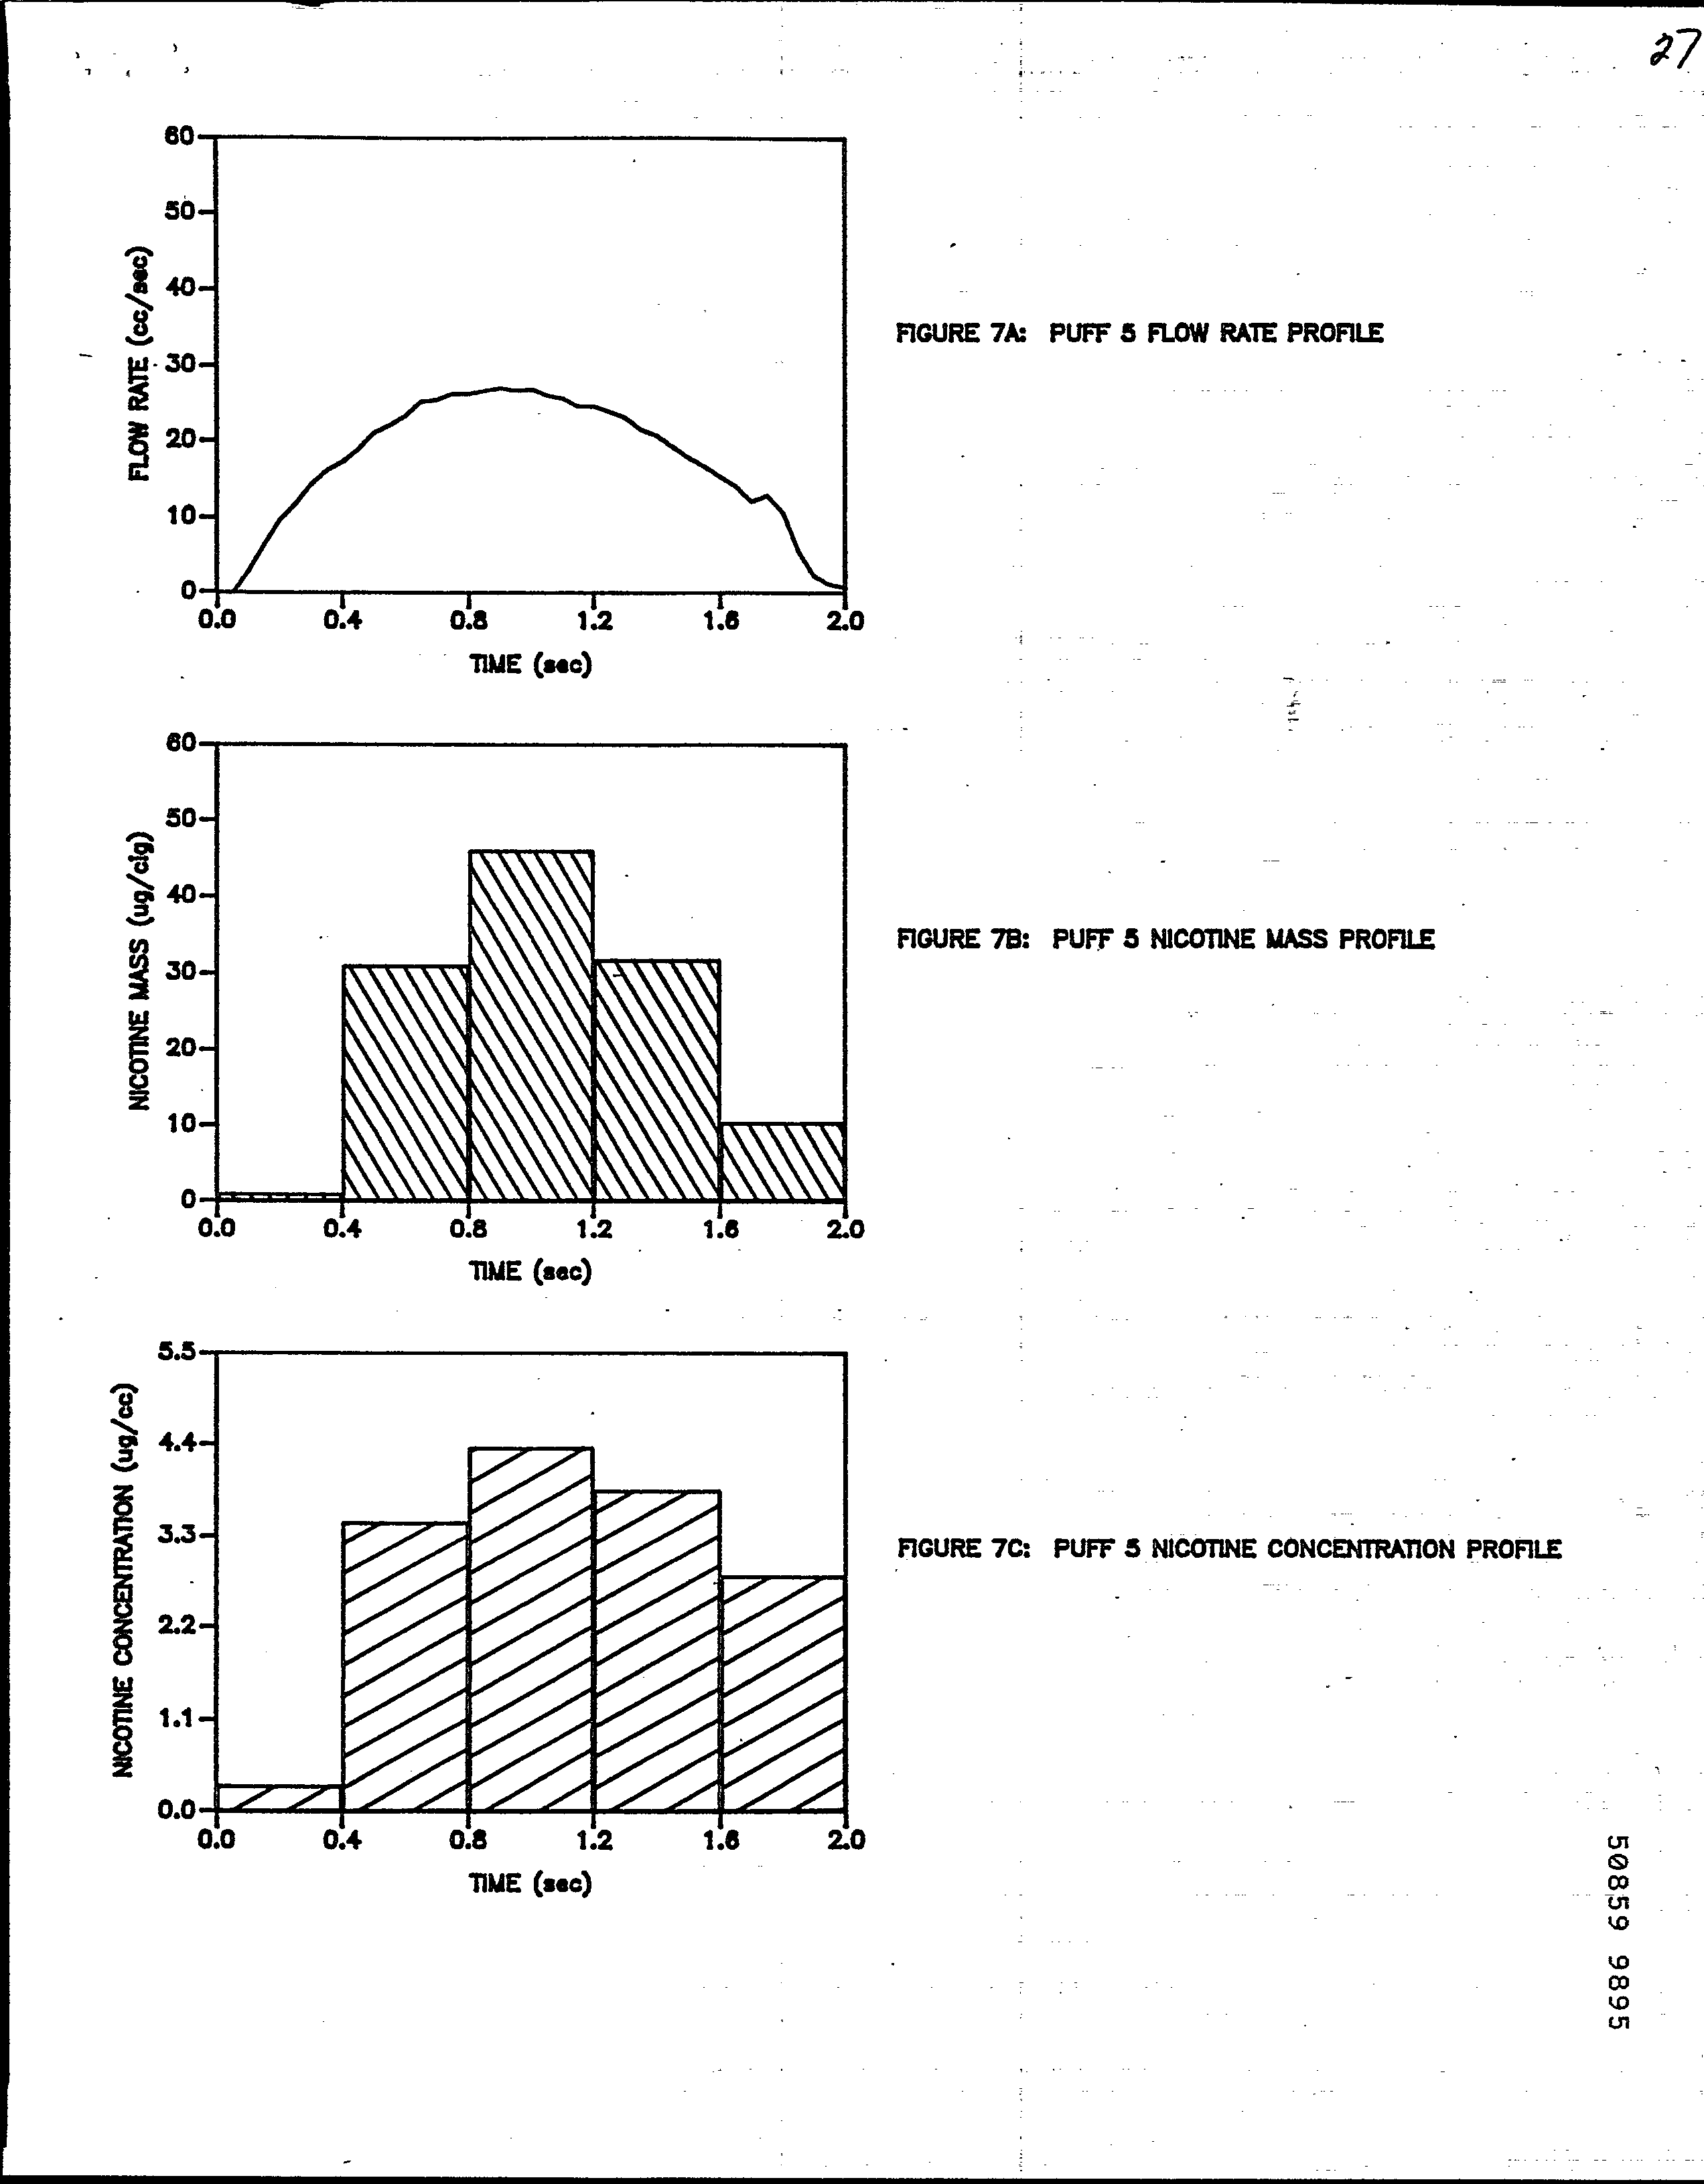 27
60
50
40
30
20
10
0
FLOW RATE (cc/sec)
0.0 0.4 0.8 1.2 1.6 2.0
TIME (sec)
FIGURE 7A: PUFF 5 FLOW RATE PROFILE
60
50
40
30
20
10
0
NICOTINE MASS (ug/cig)
0.0 0.4 0.8 1.2 1.6 2.0
TIME (sec)
FIGURE 7B: PUFF 5 NICOTINE MASS PROFILE
5.5
4.4
3.3
2.2
1.1
0.0
NICOTINE CONCENTRATION (ug/cc)
0.0 0.4 0.8 1.2 1.6 2.0
TIME (sec)
FIGURE 7C: PUFF 5 NICOTINE CONCENTRATION PROFILE
50859 9895